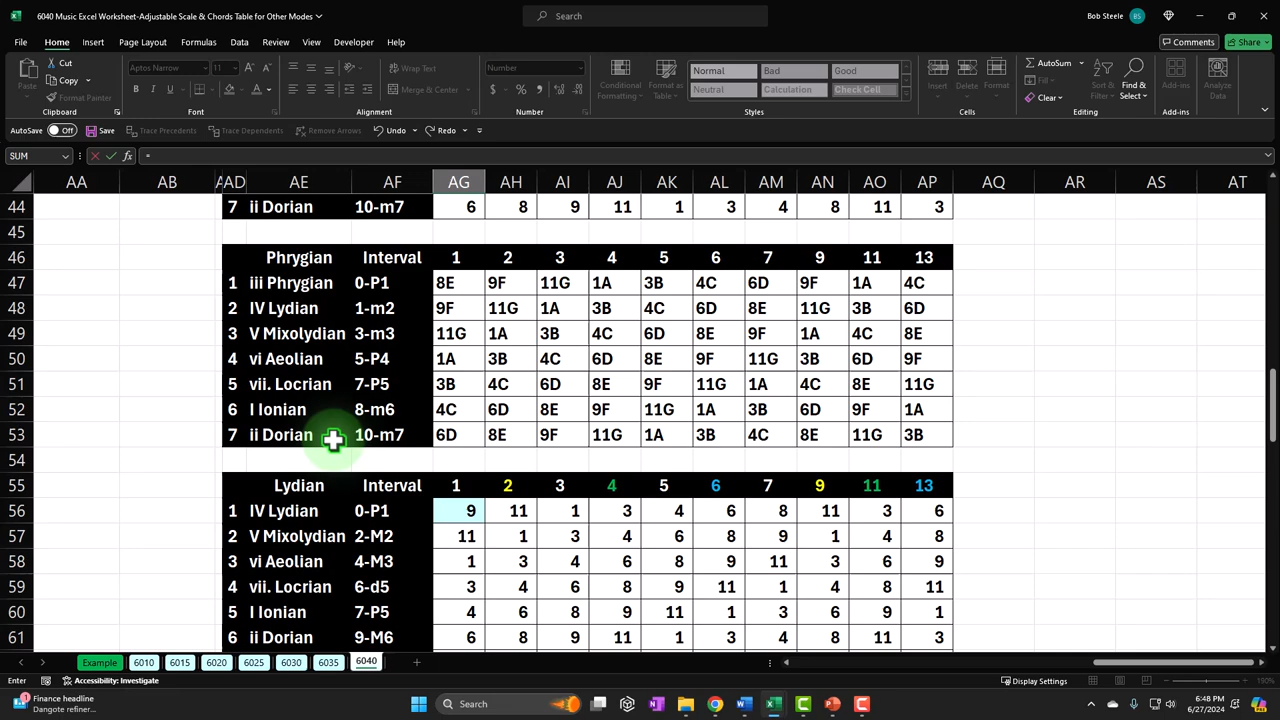 6040 Music Excel Worksheet-Adjustable Scale & Chords Table for Other Modes
Search
Bob Steele BS
File Home Insert Page Layout Formulas Data Review View Developer Help
Comments Share
Paste Cut Copy Format Painter Clipboard
Aptos Narrow 11 Font
Wrap Text Merge & Center Alignment
Number Number
Conditional Formatting Format as Table
Normal Bad Good
Neutral Calculation Check Cell
Styles
Insert Delete Format Cells
AutoSum Fill Clear Sort & Filter Find & Select Editing
Add-ins Add-ins
Analyze Data
AutoSave Off Save Trace Precedents Trace Dependents Remove Arrows Undo Redo
SUM fx =
AA AB AD AE AF AG AH AI AJ AK AL AM AN AO AP AQ AR AS AT
44 7 ii Dorian 10-m7 6 8 9 11 1 3 4 8 11 3
45
46 Phrygian Interval 1 2 3 4 5 6 7 9 11 13
47 1 iii Phrygian 0-P1 8E 9F 11G 1A 3B 4C 6D 9F 1A 4C
48 2 IV Lydian 1-m2 9F 11G 1A 3B 4C 6D 8E 11G 3B 6D
49 3 V Mixolydian 3-m3 11G 1A 3B 4C 6D 8E 9F 1A 4C 8E
50 4 vi Aeolian 5-P4 1A 3B 4C 6D 8E 9F 11G 3B 6D 9F
51 5 vii. Locrian 7-P5 3B 4C 6D 8E 9F 11G 1A 4C 8E 11G
52 6 I Ionian 8-m6 4C 6D 8E 9F 11G 1A 3B 6D 9F 1A
53 7 ii Dorian 10-m7 6D 8E 9F 11G 1A 3B 4C 8E 11G 3B
54
55 Lydian Interval 1 2 3 4 5 6 7 9 11 13
56 1 IV Lydian 0-P1 9 11 1 3 4 6 8 11 3 6
57 2 V Mixolydian 2-M2 11 1 3 4 6 8 9 1 4 8
58 3 vi Aeolian 4-M3 1 3 4 6 8 9 11 3 6 9
59 4 vii. Locrian 6-d5 3 4 6 8 9 11 1 4 8 11
60 5 I Ionian 7-P5 4 6 8 9 11 1 3 6 9 1
61 6 ii Dorian 9-M6 6 8 9 11 1 3 4 8 11 3
Example 6010 6015 6020 6025 6030 6035 6040
Enter Accessibility: Investigate Display Settings 190%
1 Finance headline
Dangote refiner...
Search
6:48 PM
6/27/2024